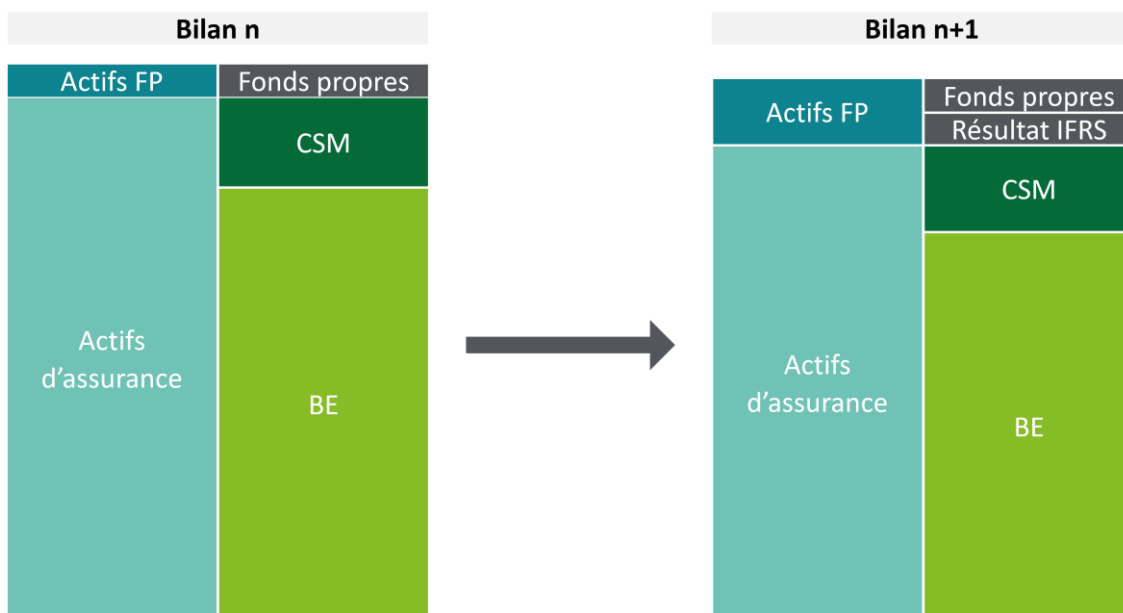 Bilan n
Actifs FP
Fonds propres
CSM
Actifs
d’assurance
BE
Bilan n+1
Actifs FP
Fonds propres
Résultat IFRS
CSM
Actifs
d’assurance
BE